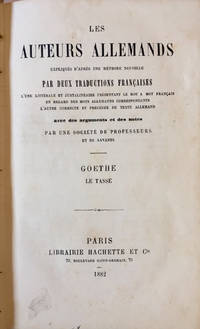 LES
AUTEURS ALLEMANDS
EXPLIQUÉS D'APRÈS UNE MÉTHODE NOUVELLE
PAR DEUX TRADUCTIONS FRANÇAISES
L'UNE LITTÉRALE ET JUXTALINÉAIRE PRÉSENTANT LE MOT A MOT FRANÇAIS
EN REGARD DES MOTS ALLEMANDS CORRESPONDANTS
L'AUTRE CORRECTE ET PRÉCÉDÉE DU TEXTE ALLEMAND
avec des arguments et des notes
PAR UNE SOCIÉTÉ DE PROFESSEURS
ET DE SAVANTS
GOETHE
LE TASSE
PARIS
LIBRAIRIE HACHETTE ET Cie
79, BOULEVARD SAINT-GERMAIN, 79
1882